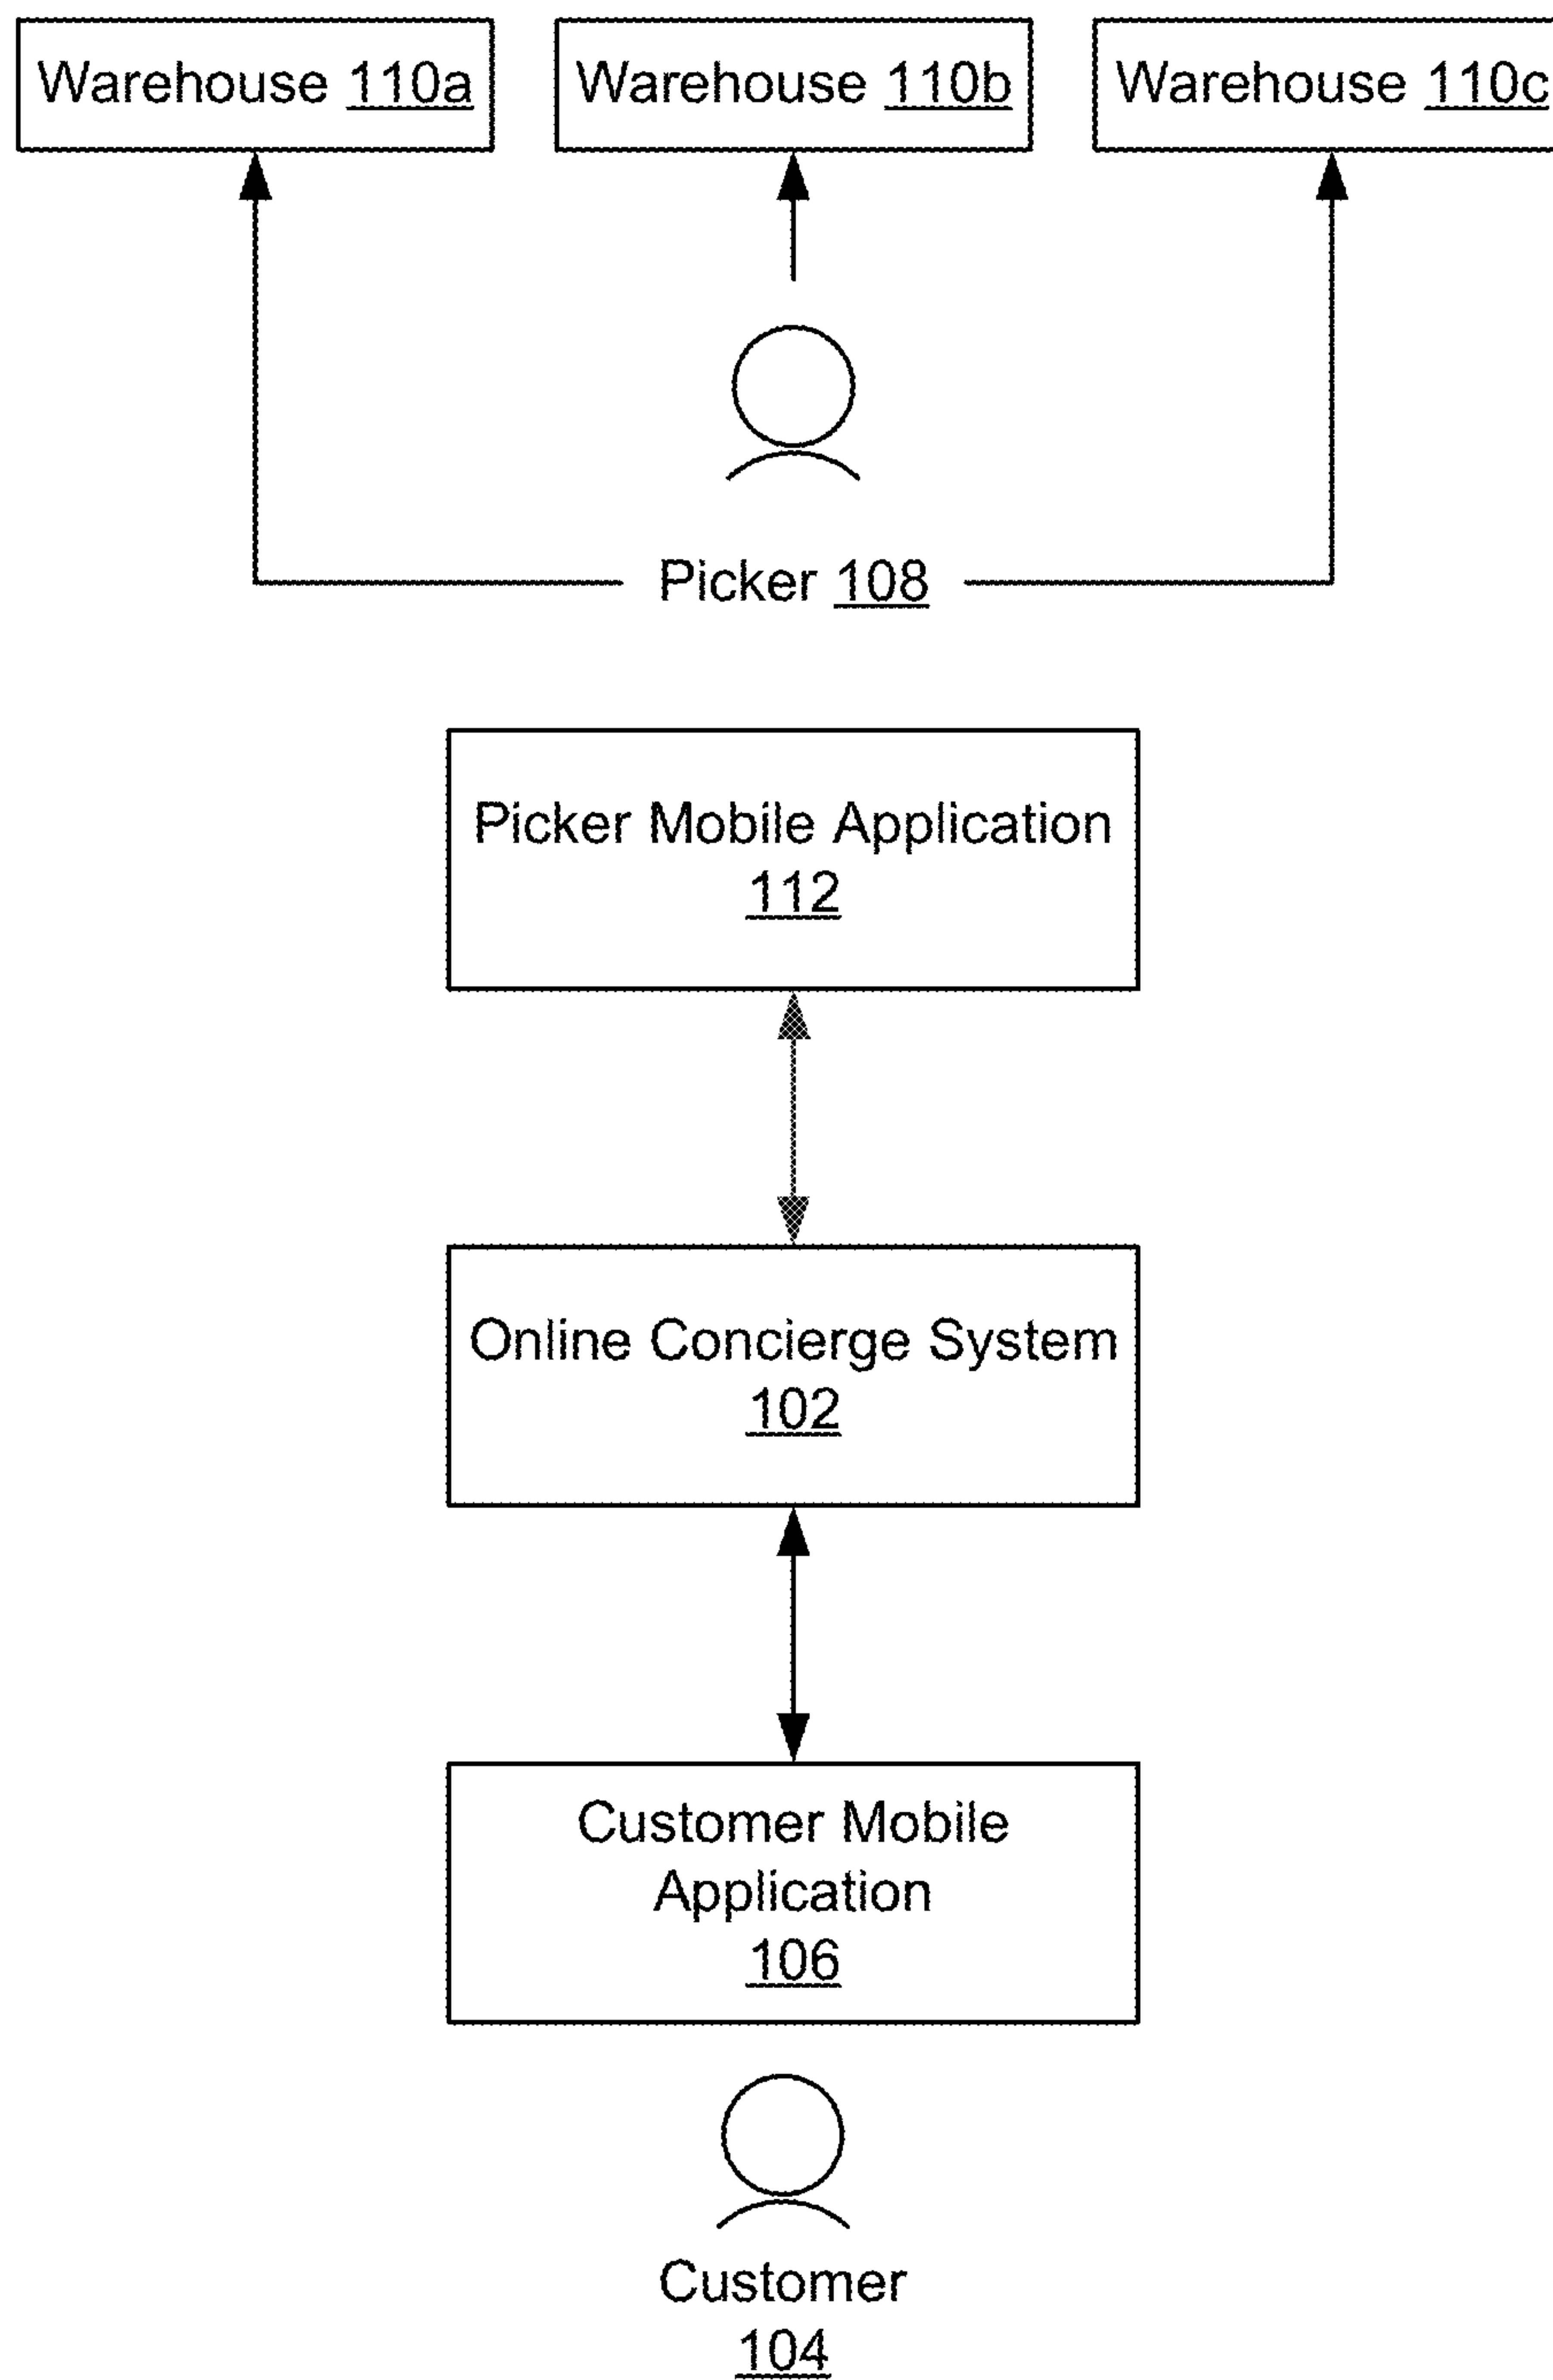 Warehouse 110a
Warehouse 110b
Warehouse 110c
Picker 108
Picker Mobile Application
112
Online Concierge System
102
Customer Mobile
Application
106
Customer
104